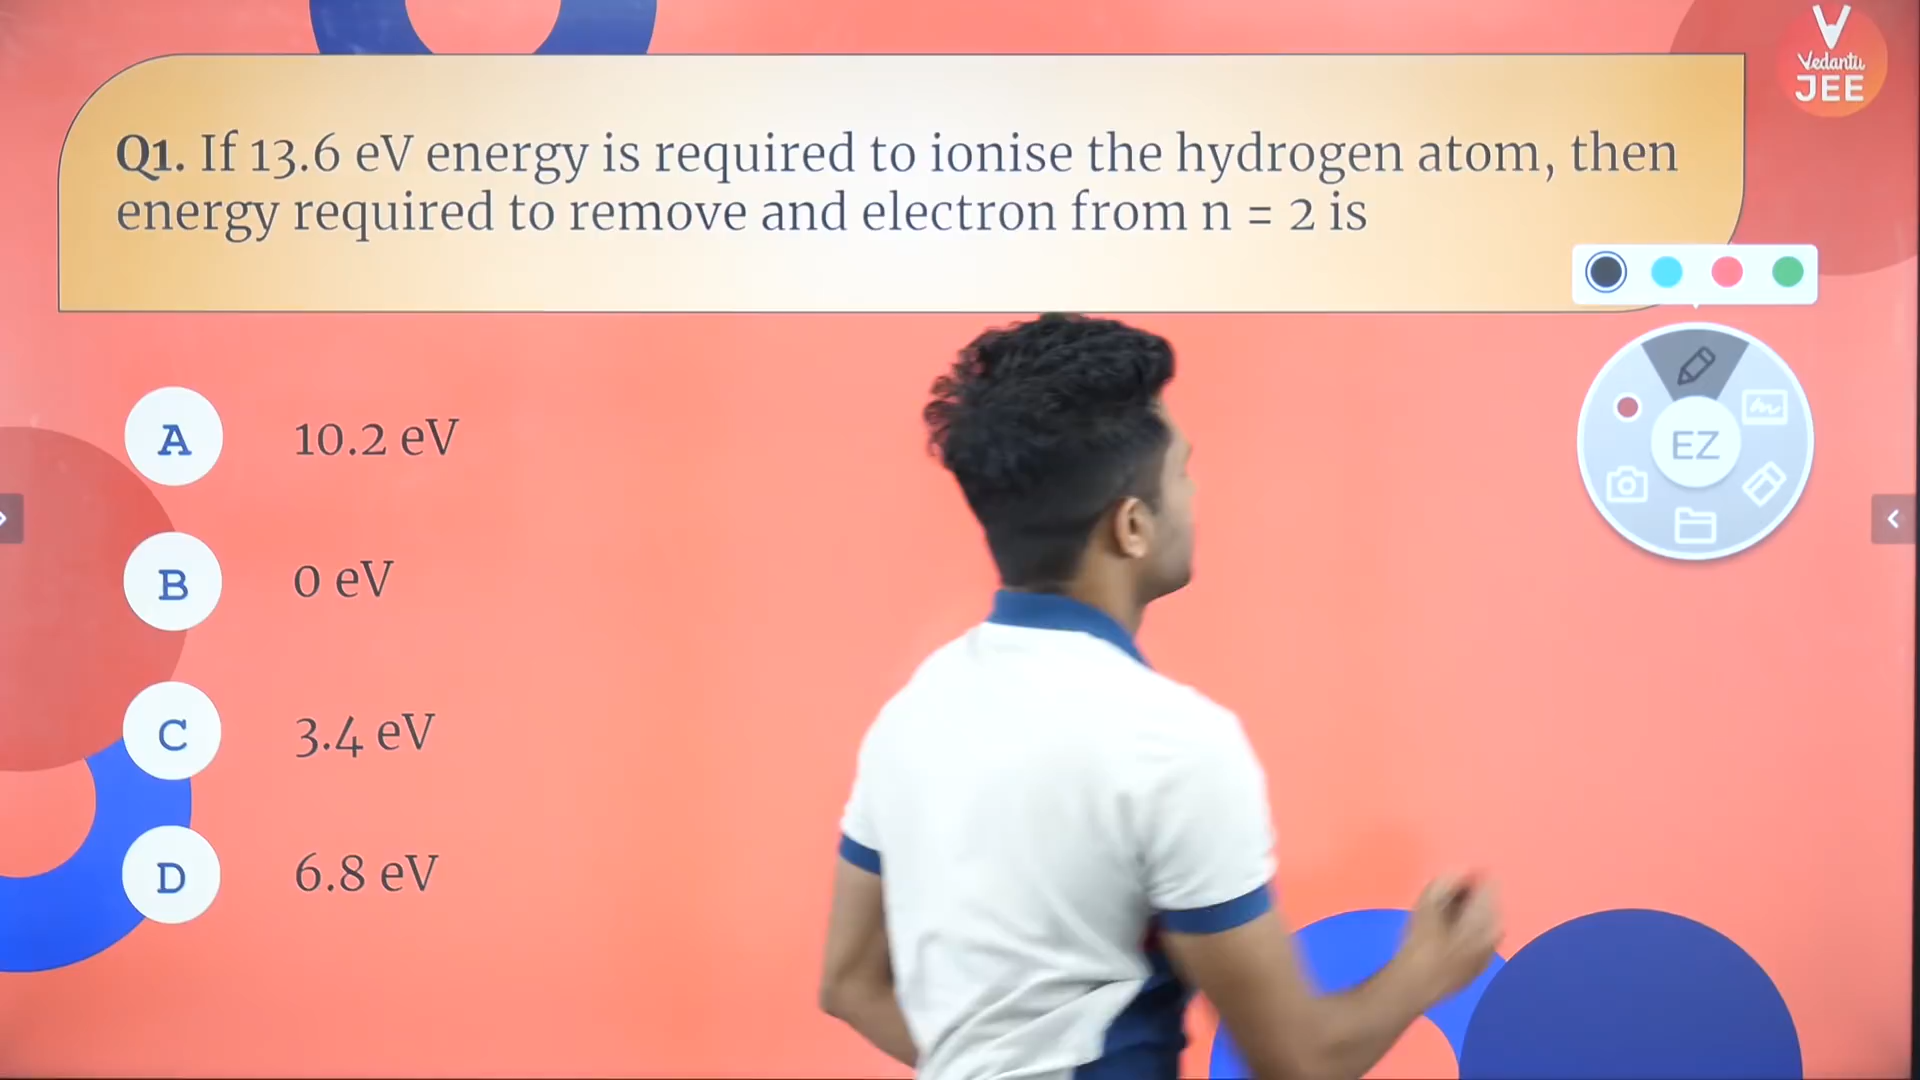 Vedantu
JEE
Q1. If 13.6 eV energy is required to ionise the hydrogen atom, then
energy required to remove and electron from n = 2 is
A 10.2 eV
EZ
B 0 eV
C 3.4 eV
D 6.8 eV